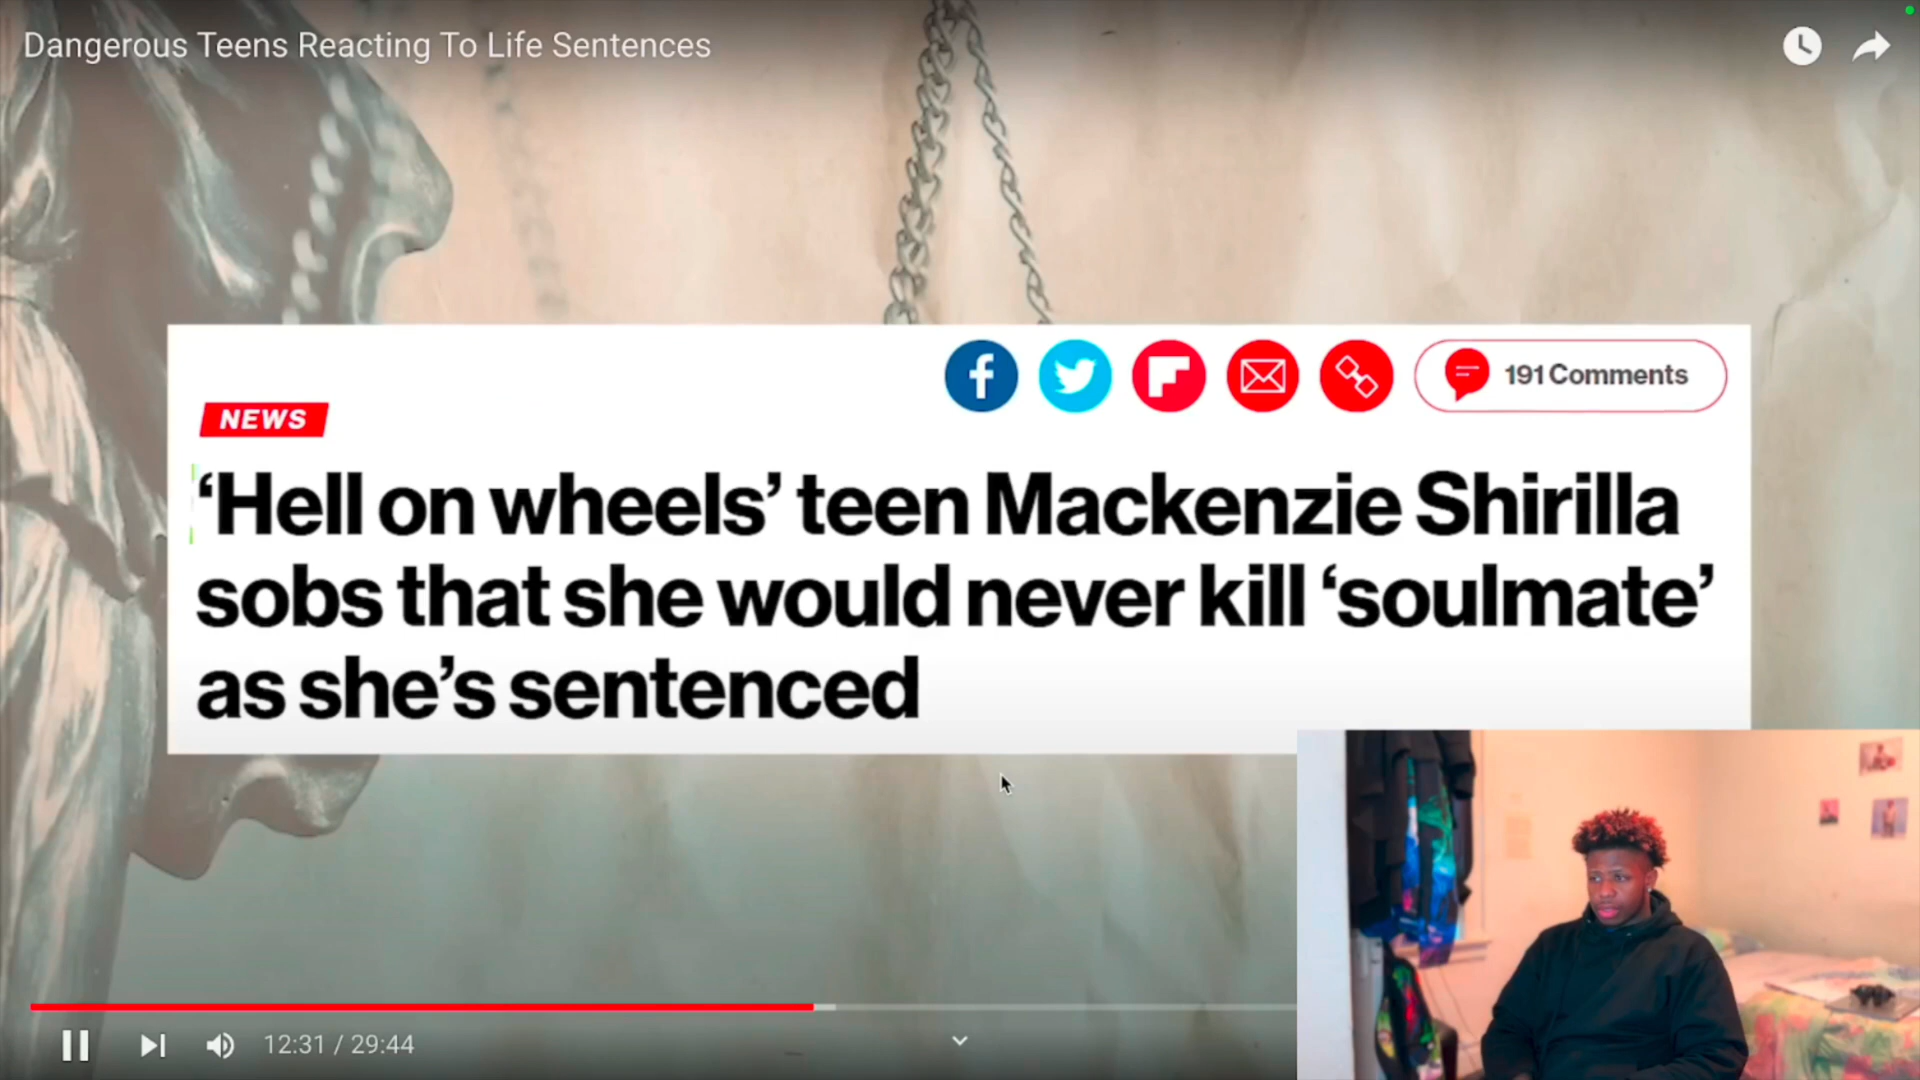 Dangerous Teens Reacting To Life Sentences
191 Comments
NEWS
‘Hell on wheels’ teen Mackenzie Shirilla
sobs that she would never kill ‘soulmate’
as she’s sentenced
12:31 / 29:44